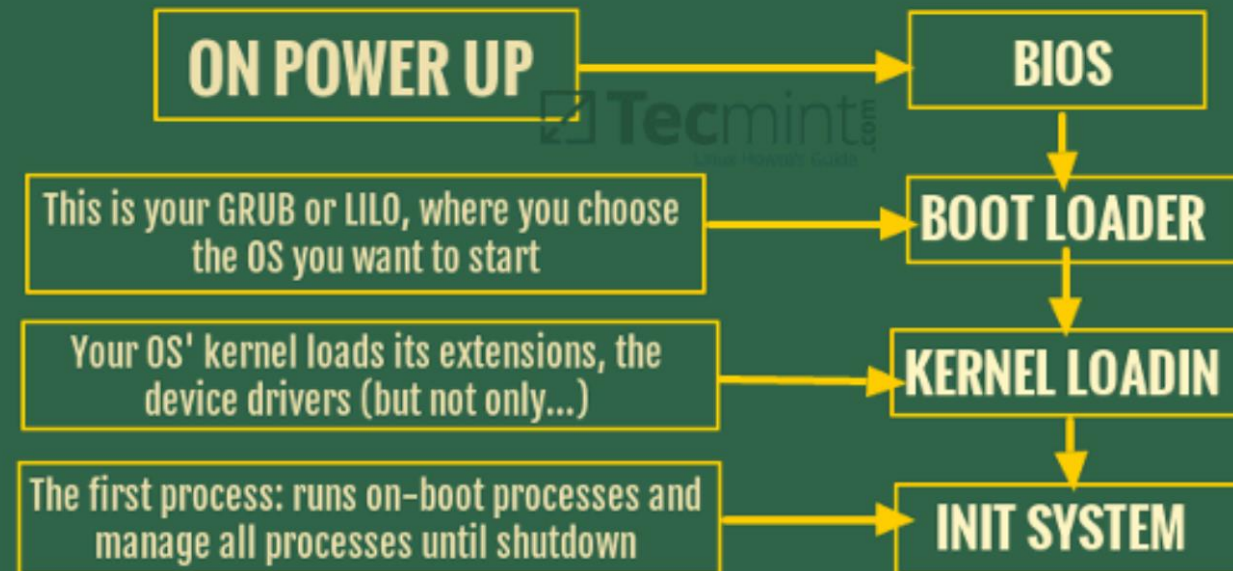 ON POWER UP
BIOS
Tecmint.com
This is your GRUB or LILO, where you choose
the OS you want to start
BOOT LOADER
Your OS' kernel loads its extensions, the
device drivers (but not only...)
KERNEL LOADIN
The first process: runs on-boot processes and
manage all processes until shutdown
INIT SYSTEM